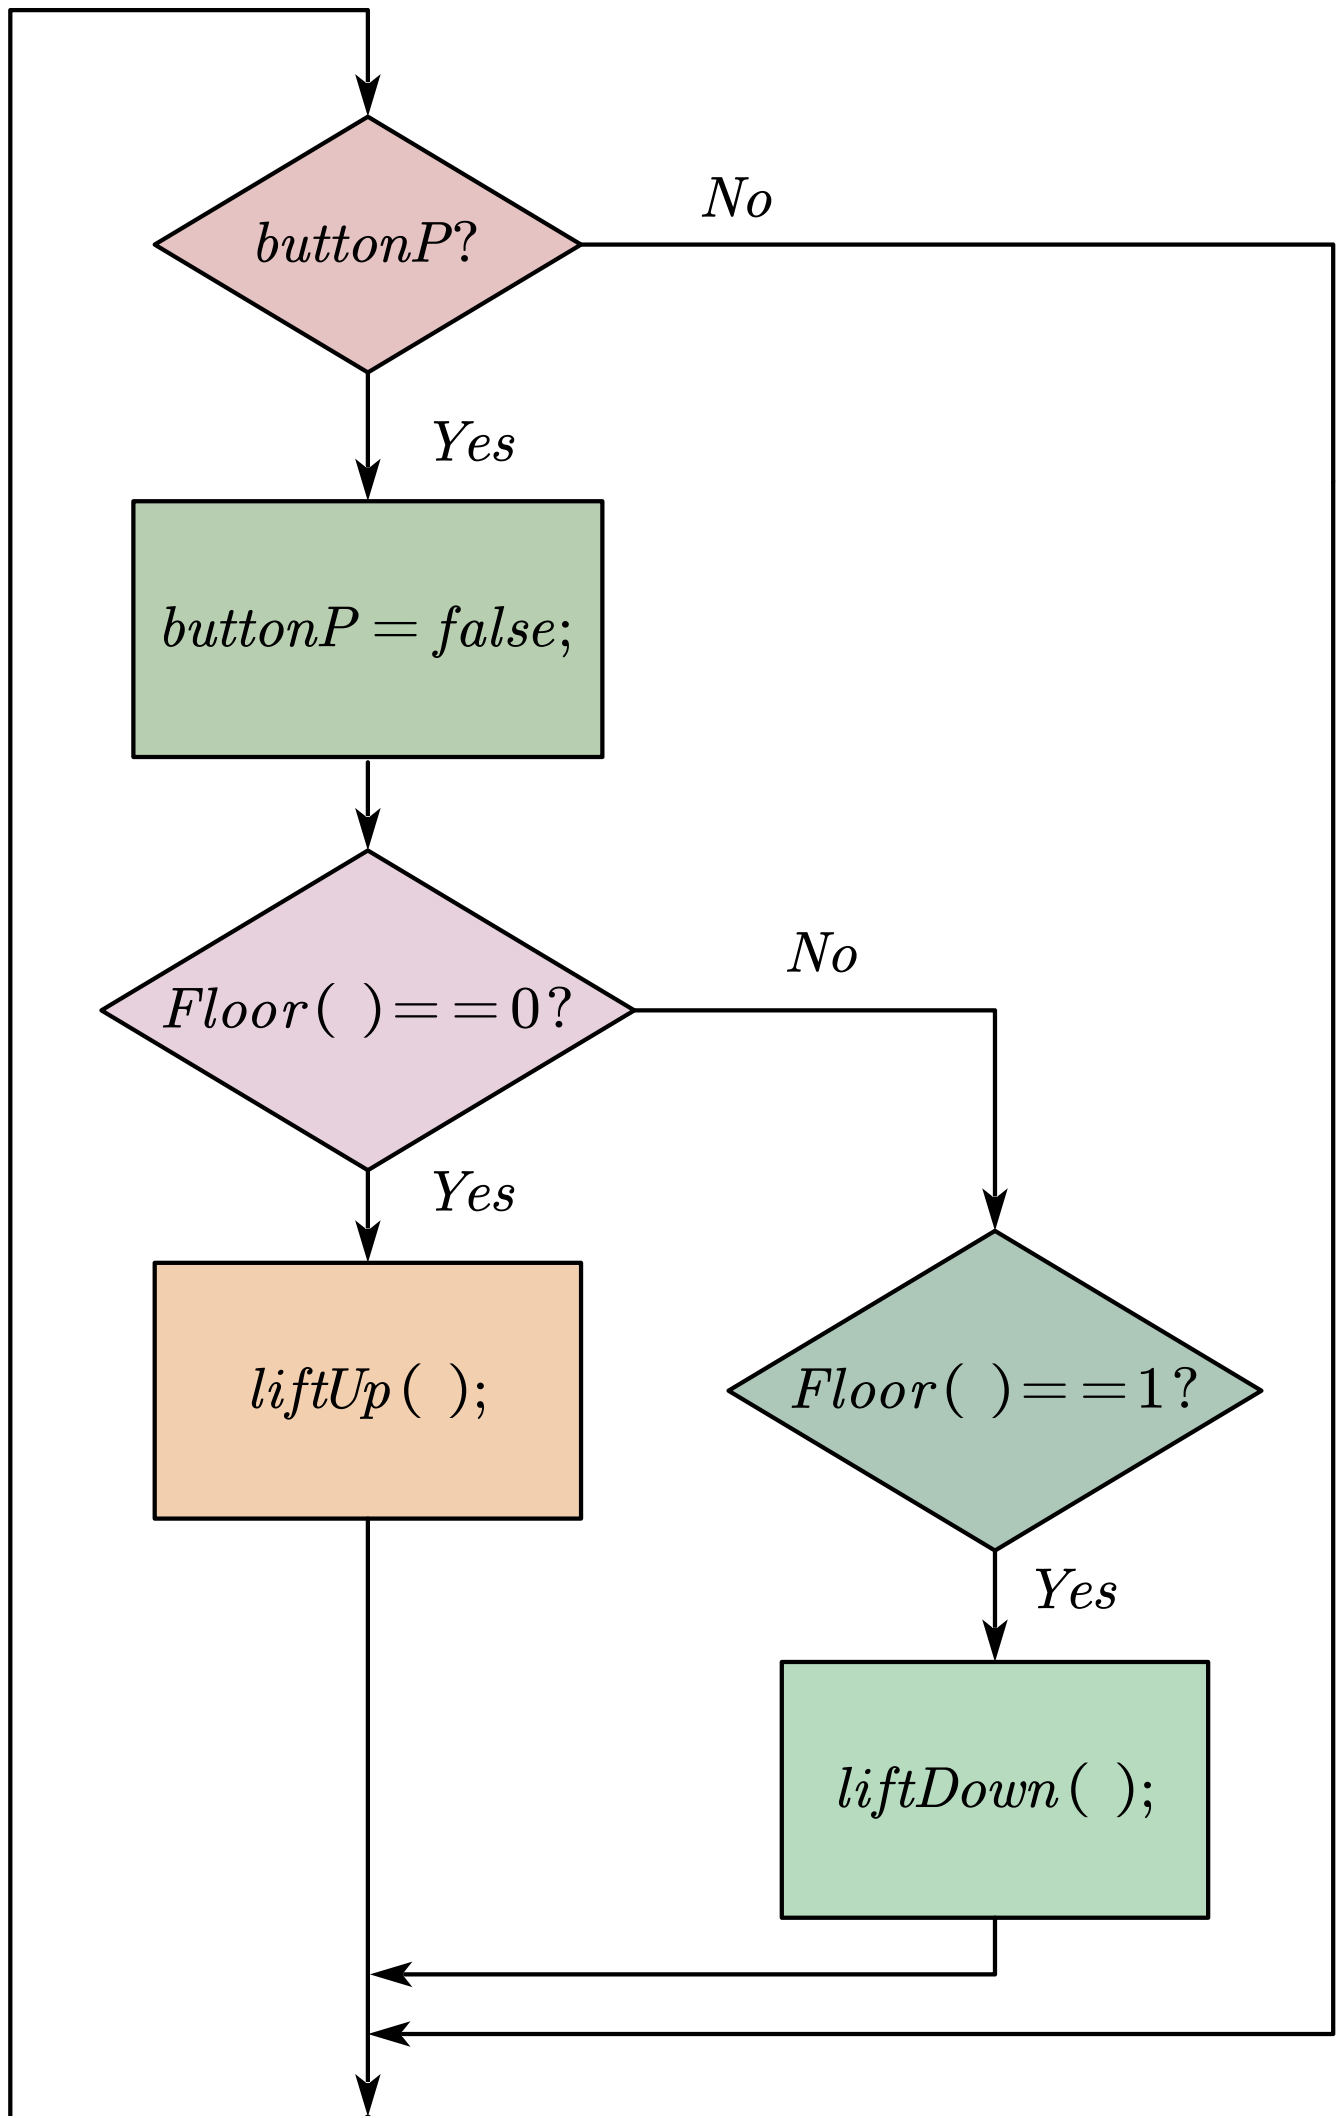 buttonP?
No
Yes
buttonP = false;
Floor( )= =0?
No
Yes
liftUp( );
Floor( )= =1?
Yes
liftDown( );